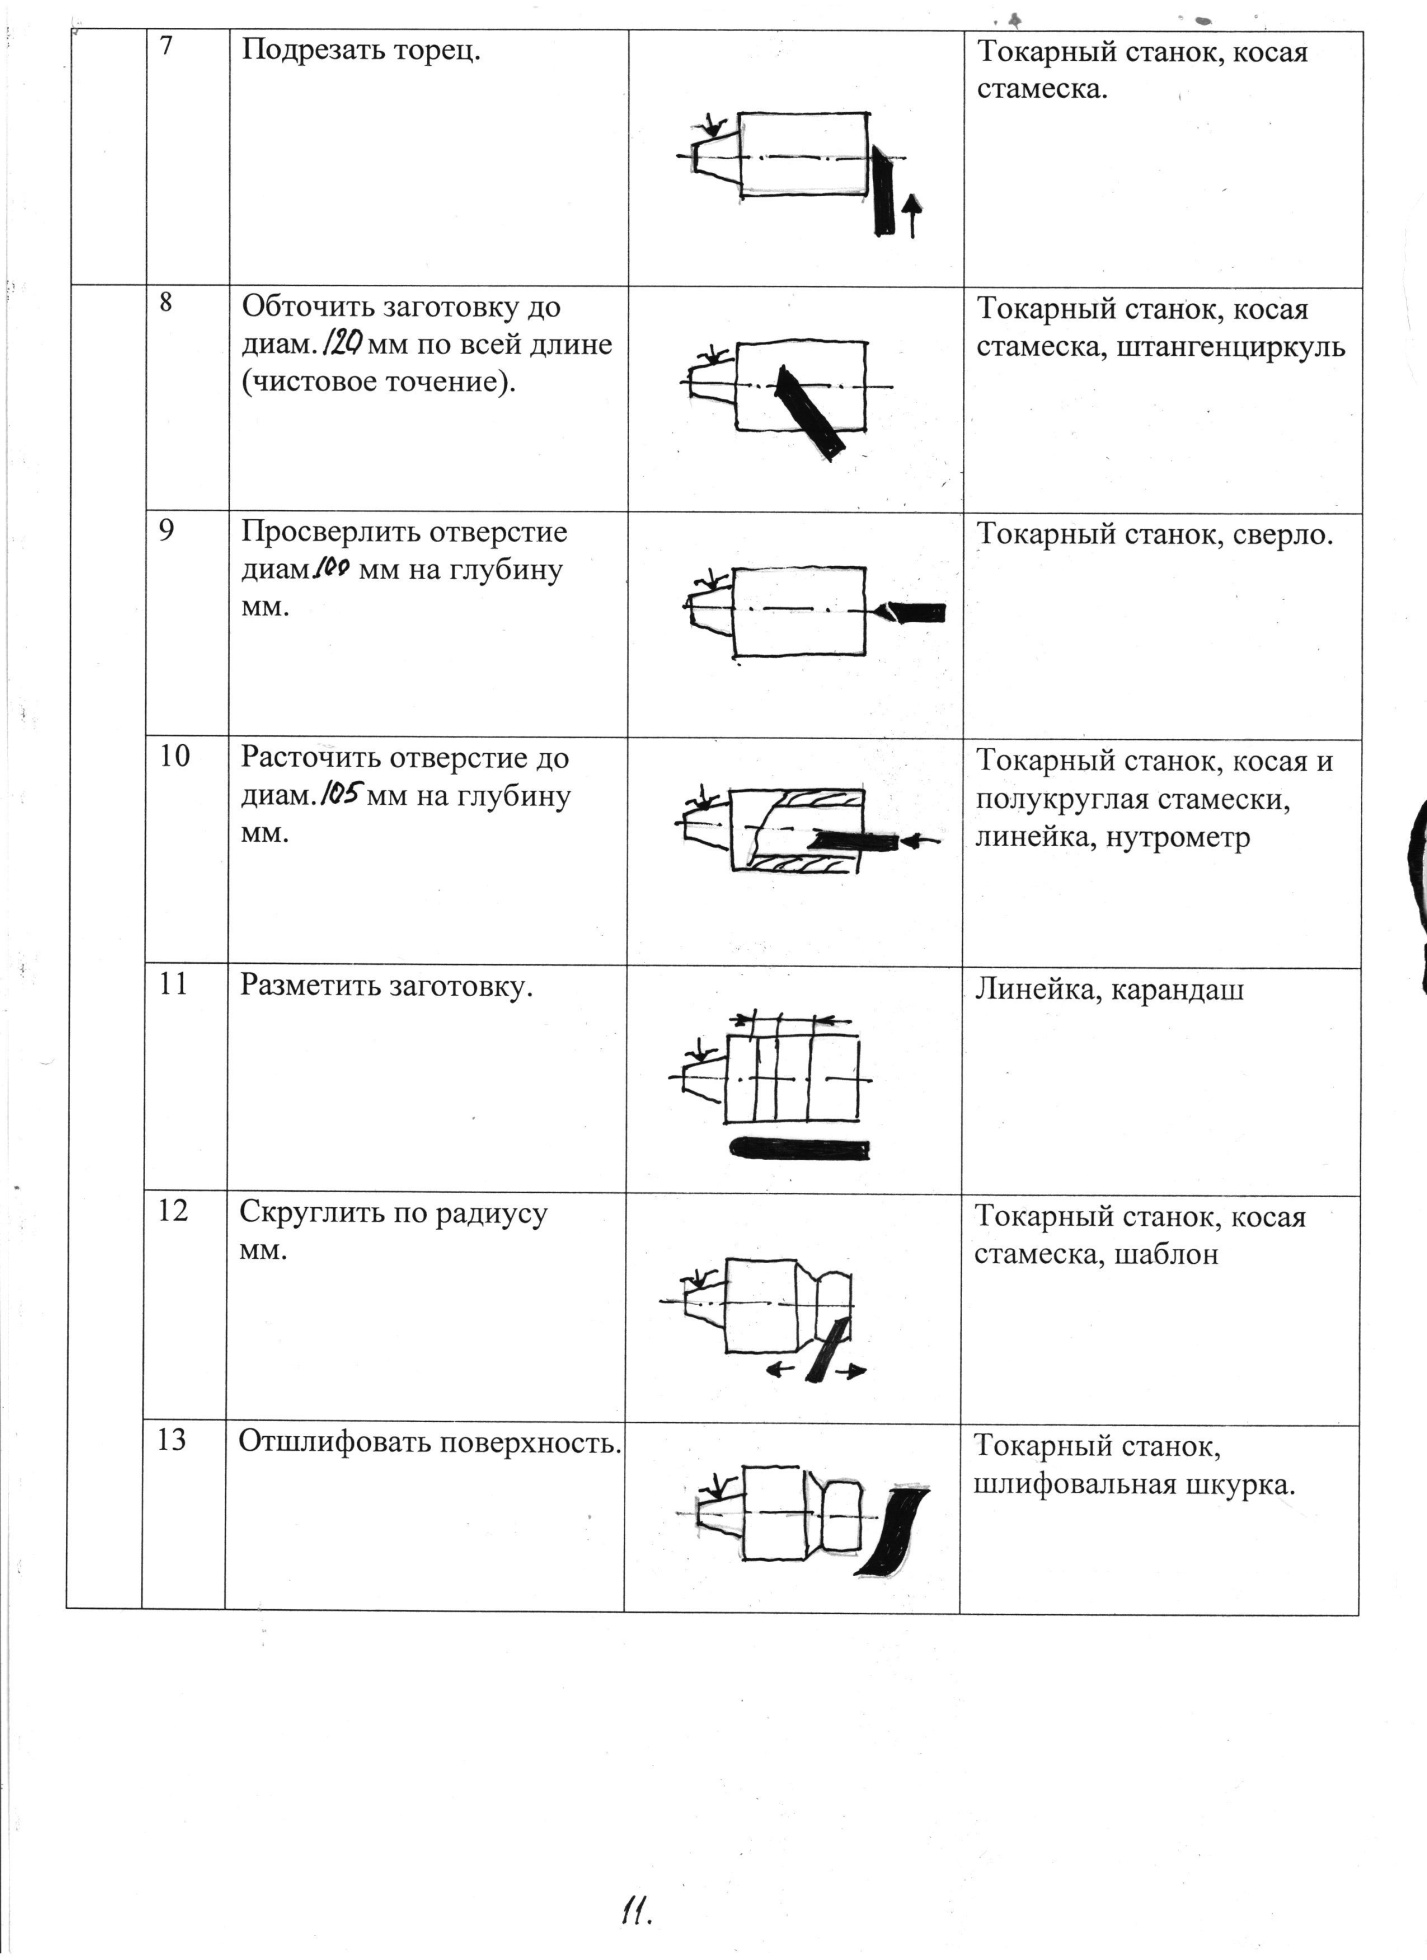 7
Подрезать торец.
Токарный станок, косая
стамеска.
8
Обточить заготовку до
диам. 120 мм по всей длине
(чистовое точение).
Токарный станок, косая
стамеска, штангенциркуль
9
Просверлить отверстие
диам. 100 мм на глубину
мм.
Токарный станок, сверло.
10
Расточить отверстие до
диам. 105 мм на глубину
мм.
Токарный станок, косая и
полукруглая стамески,
линейка, нутрометр
11
Разметить заготовку.
Линейка, карандаш
12
Скруглить по радиусу
мм.
Токарный станок, косая
стамеска, шаблон
13
Отшлифовать поверхность.
Токарный станок,
шлифовальная шкурка.
11.